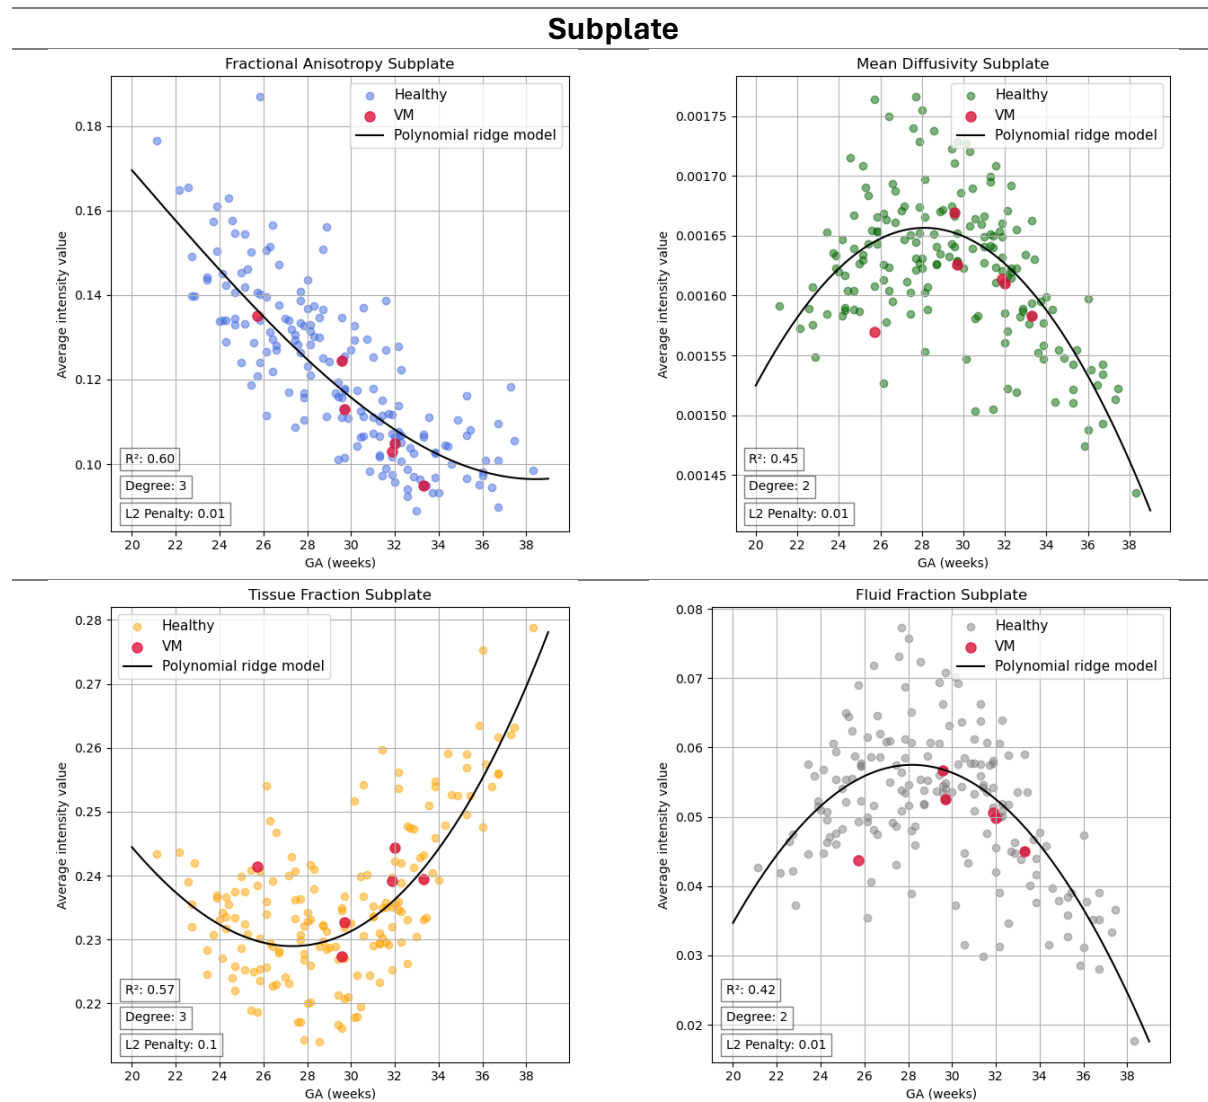 Subplate
Fractional Anisotropy Subplate
Healthy
VM
Polynomial ridge model
0.18
0.16
0.14
0.12
0.10
Average intensity value
R²: 0.60
Degree: 3
L2 Penalty: 0.01
20 22 24 26 28 30 32 34 36 38
GA (weeks)
Mean Diffusivity Subplate
Healthy
VM
Polynomial ridge model
0.00175
0.00170
0.00165
0.00160
0.00155
0.00150
0.00145
Average intensity value
R²: 0.45
Degree: 2
L2 Penalty: 0.01
20 22 24 26 28 30 32 34 36 38
GA (weeks)
Tissue Fraction Subplate
Healthy
VM
Polynomial ridge model
0.28
0.27
0.26
0.25
0.24
0.23
0.22
Average intensity value
R²: 0.57
Degree: 3
L2 Penalty: 0.1
20 22 24 26 28 30 32 34 36 38
GA (weeks)
Fluid Fraction Subplate
Healthy
VM
Polynomial ridge model
0.08
0.07
0.06
0.05
0.04
0.03
0.02
Average intensity value
R²: 0.42
Degree: 2
L2 Penalty: 0.01
20 22 24 26 28 30 32 34 36 38
GA (weeks)